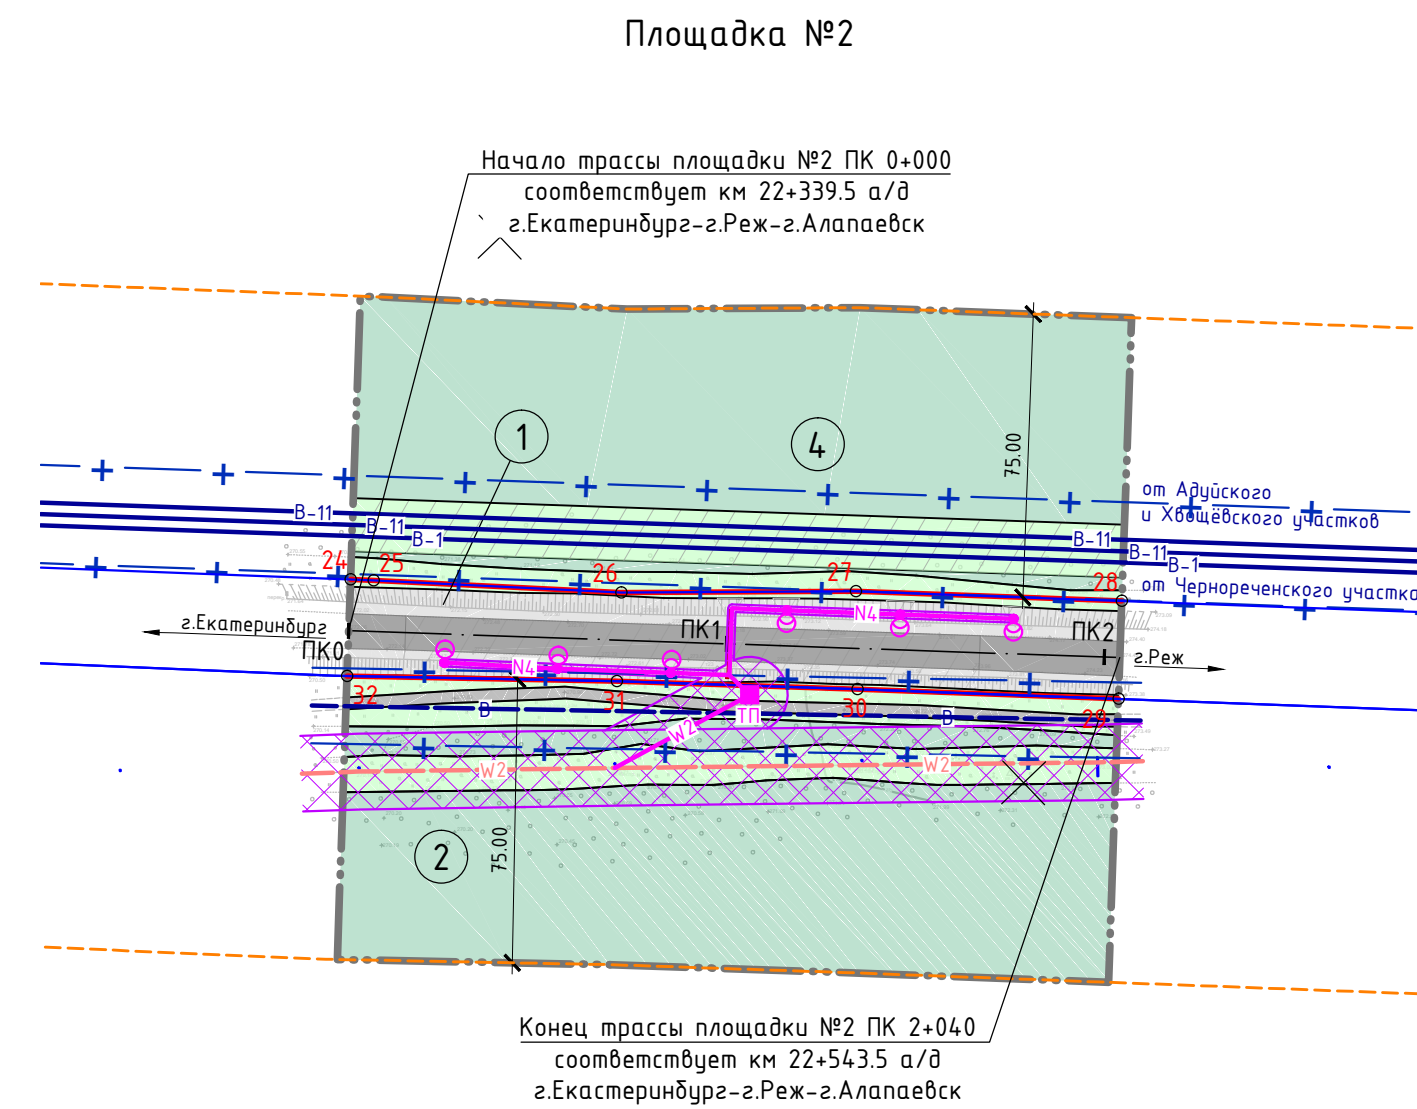 Площадка №2
Начало трассы площадки №2 ПК 0+000
соответствует км 22+339.5 а/д
г.Екатеринбург-г.Реж-г.Алапаевск
1
4
75.00
от Адуйского
и Хвощёвского участков
В-11
В-11
В-1
В-11
В-11
В-1
24
25
26
27
28
от Чернореченского участка
г.Екатеринбург
ПК0
ПК1
ПК2
г.Реж
N4
N4
32
31
30
29
ТП
В
В
W2
W2
W2
2
75.00
Конец трассы площадки №2 ПК 2+040
соответствует км 22+543.5 а/д
г.Екастеринбург-г.Реж-г.Алапаевск